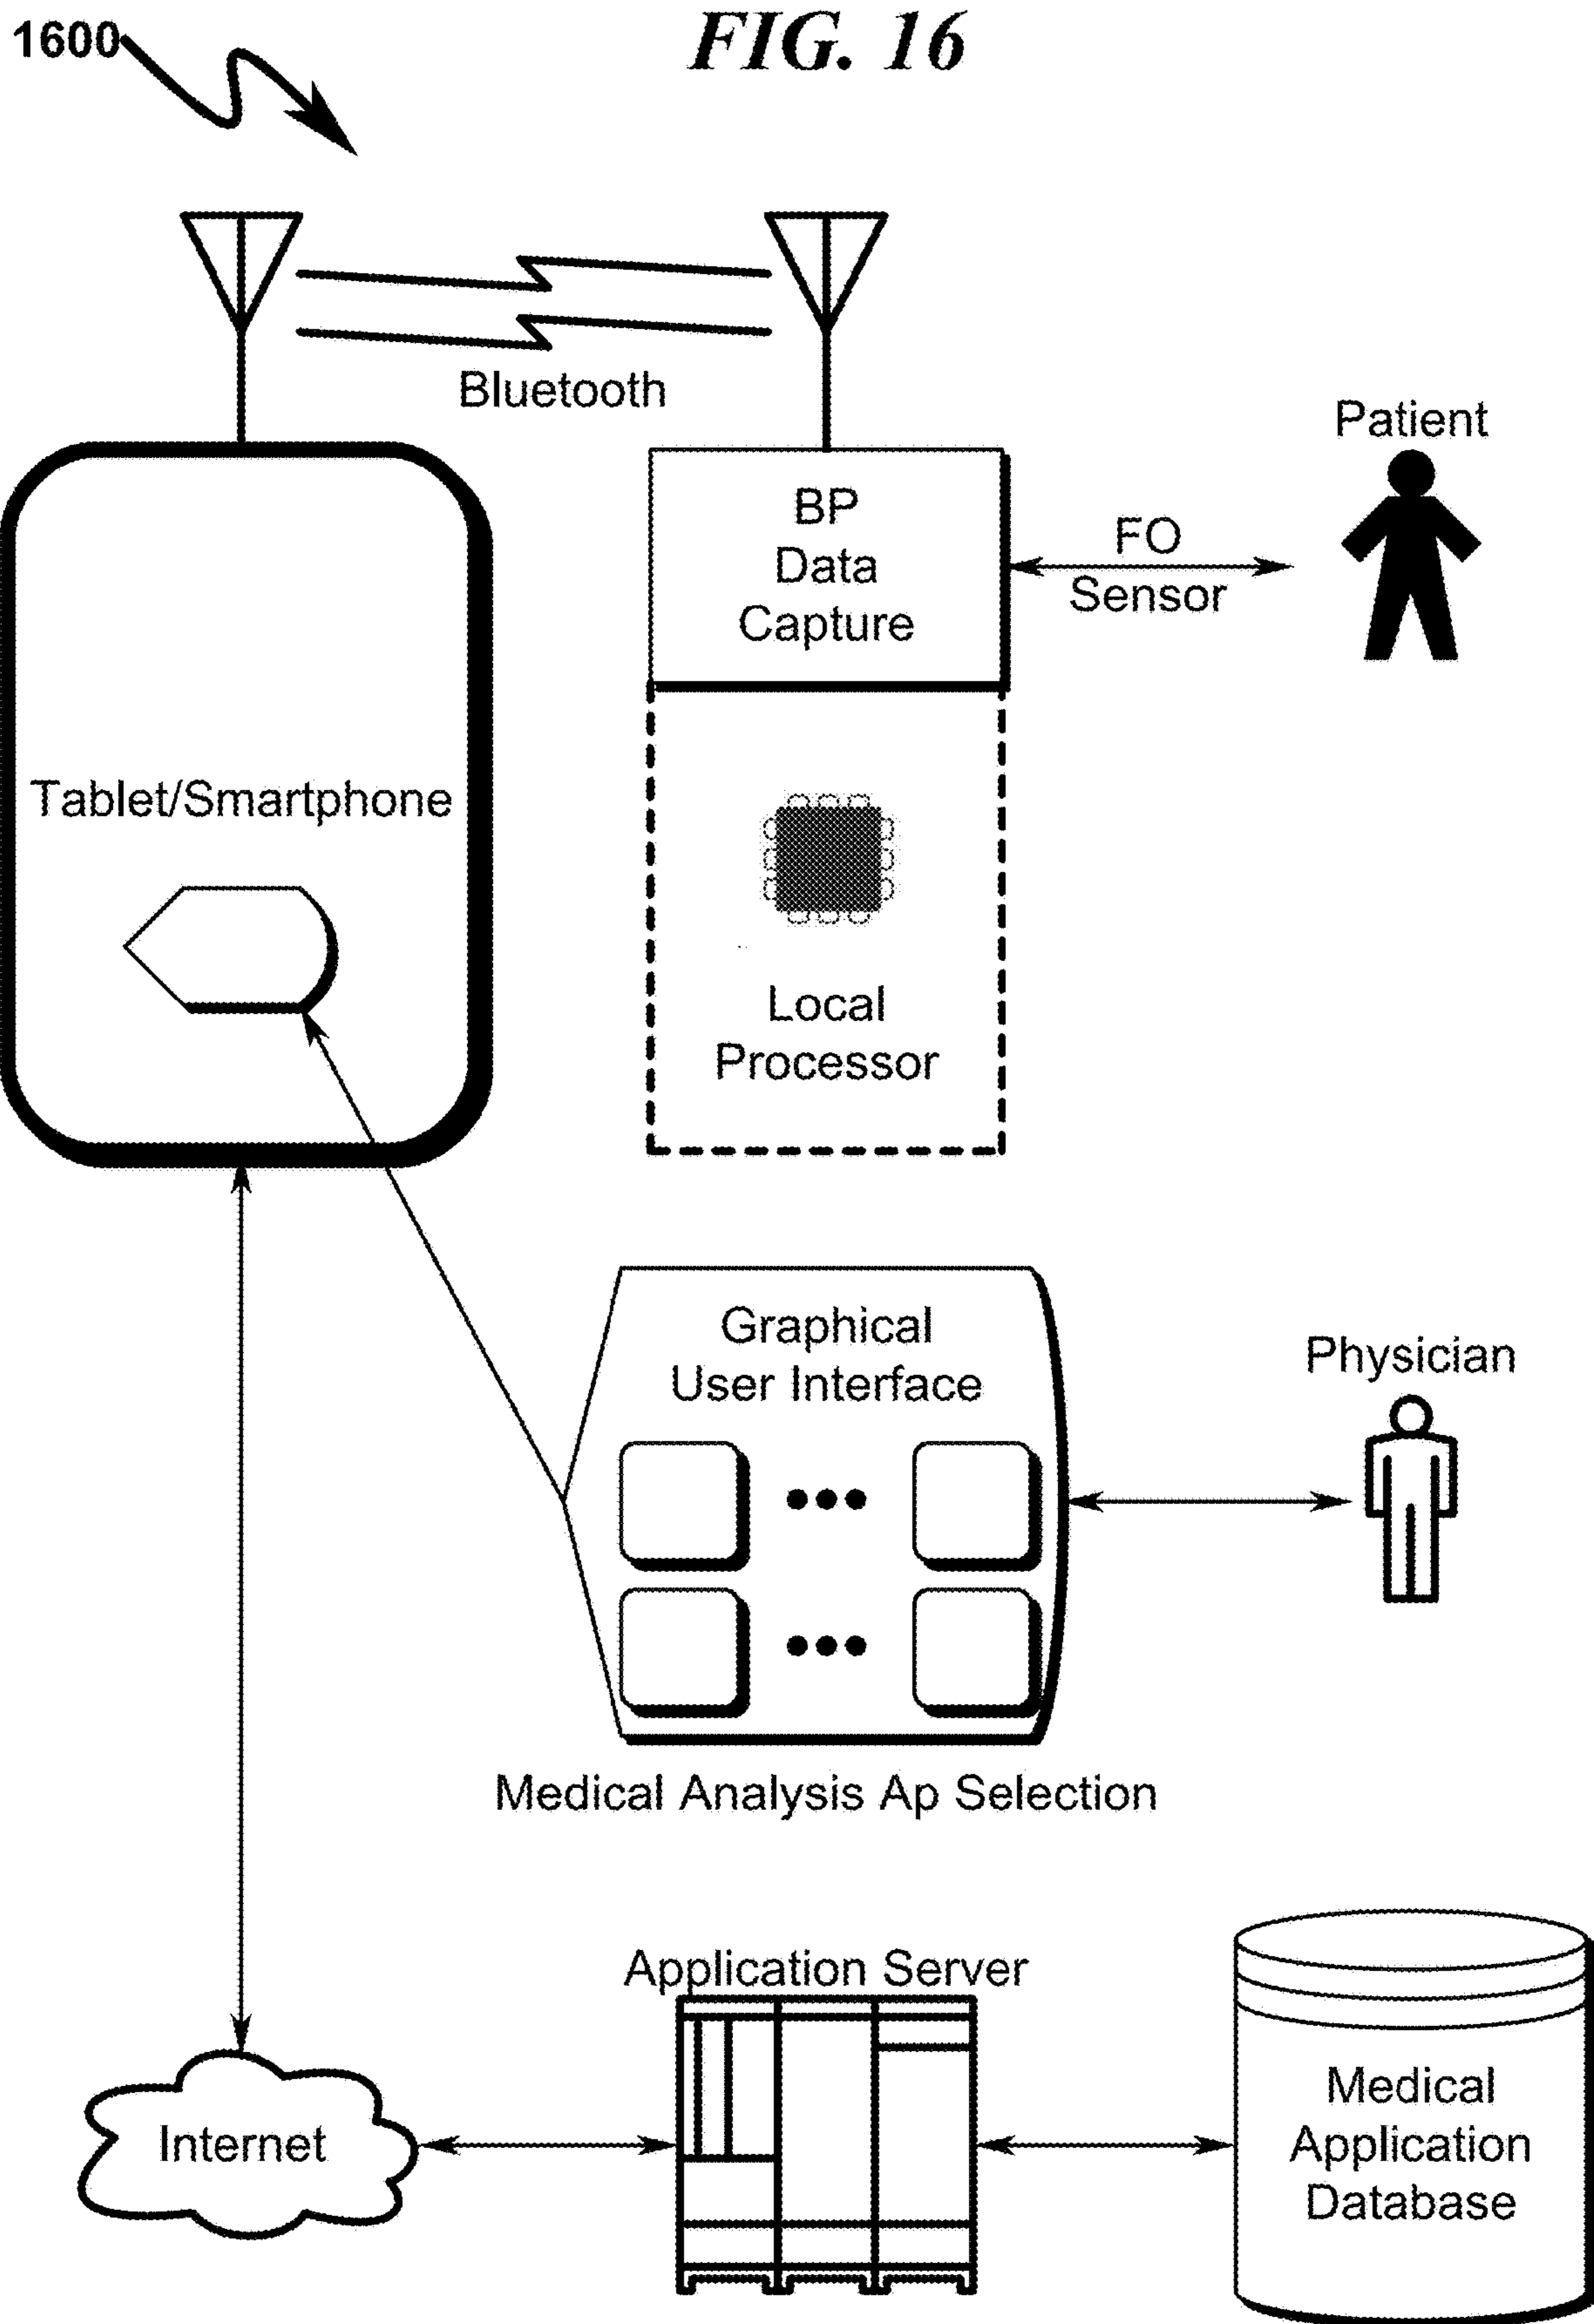 1600
FIG. 16
Bluetooth
Patient
BP
Data
Capture
FO
Sensor
Tablet/Smartphone
Local
Processor
Graphical
User Interface
Physician
Medical Analysis Ap Selection
Application Server
Internet
Medical
Application
Database